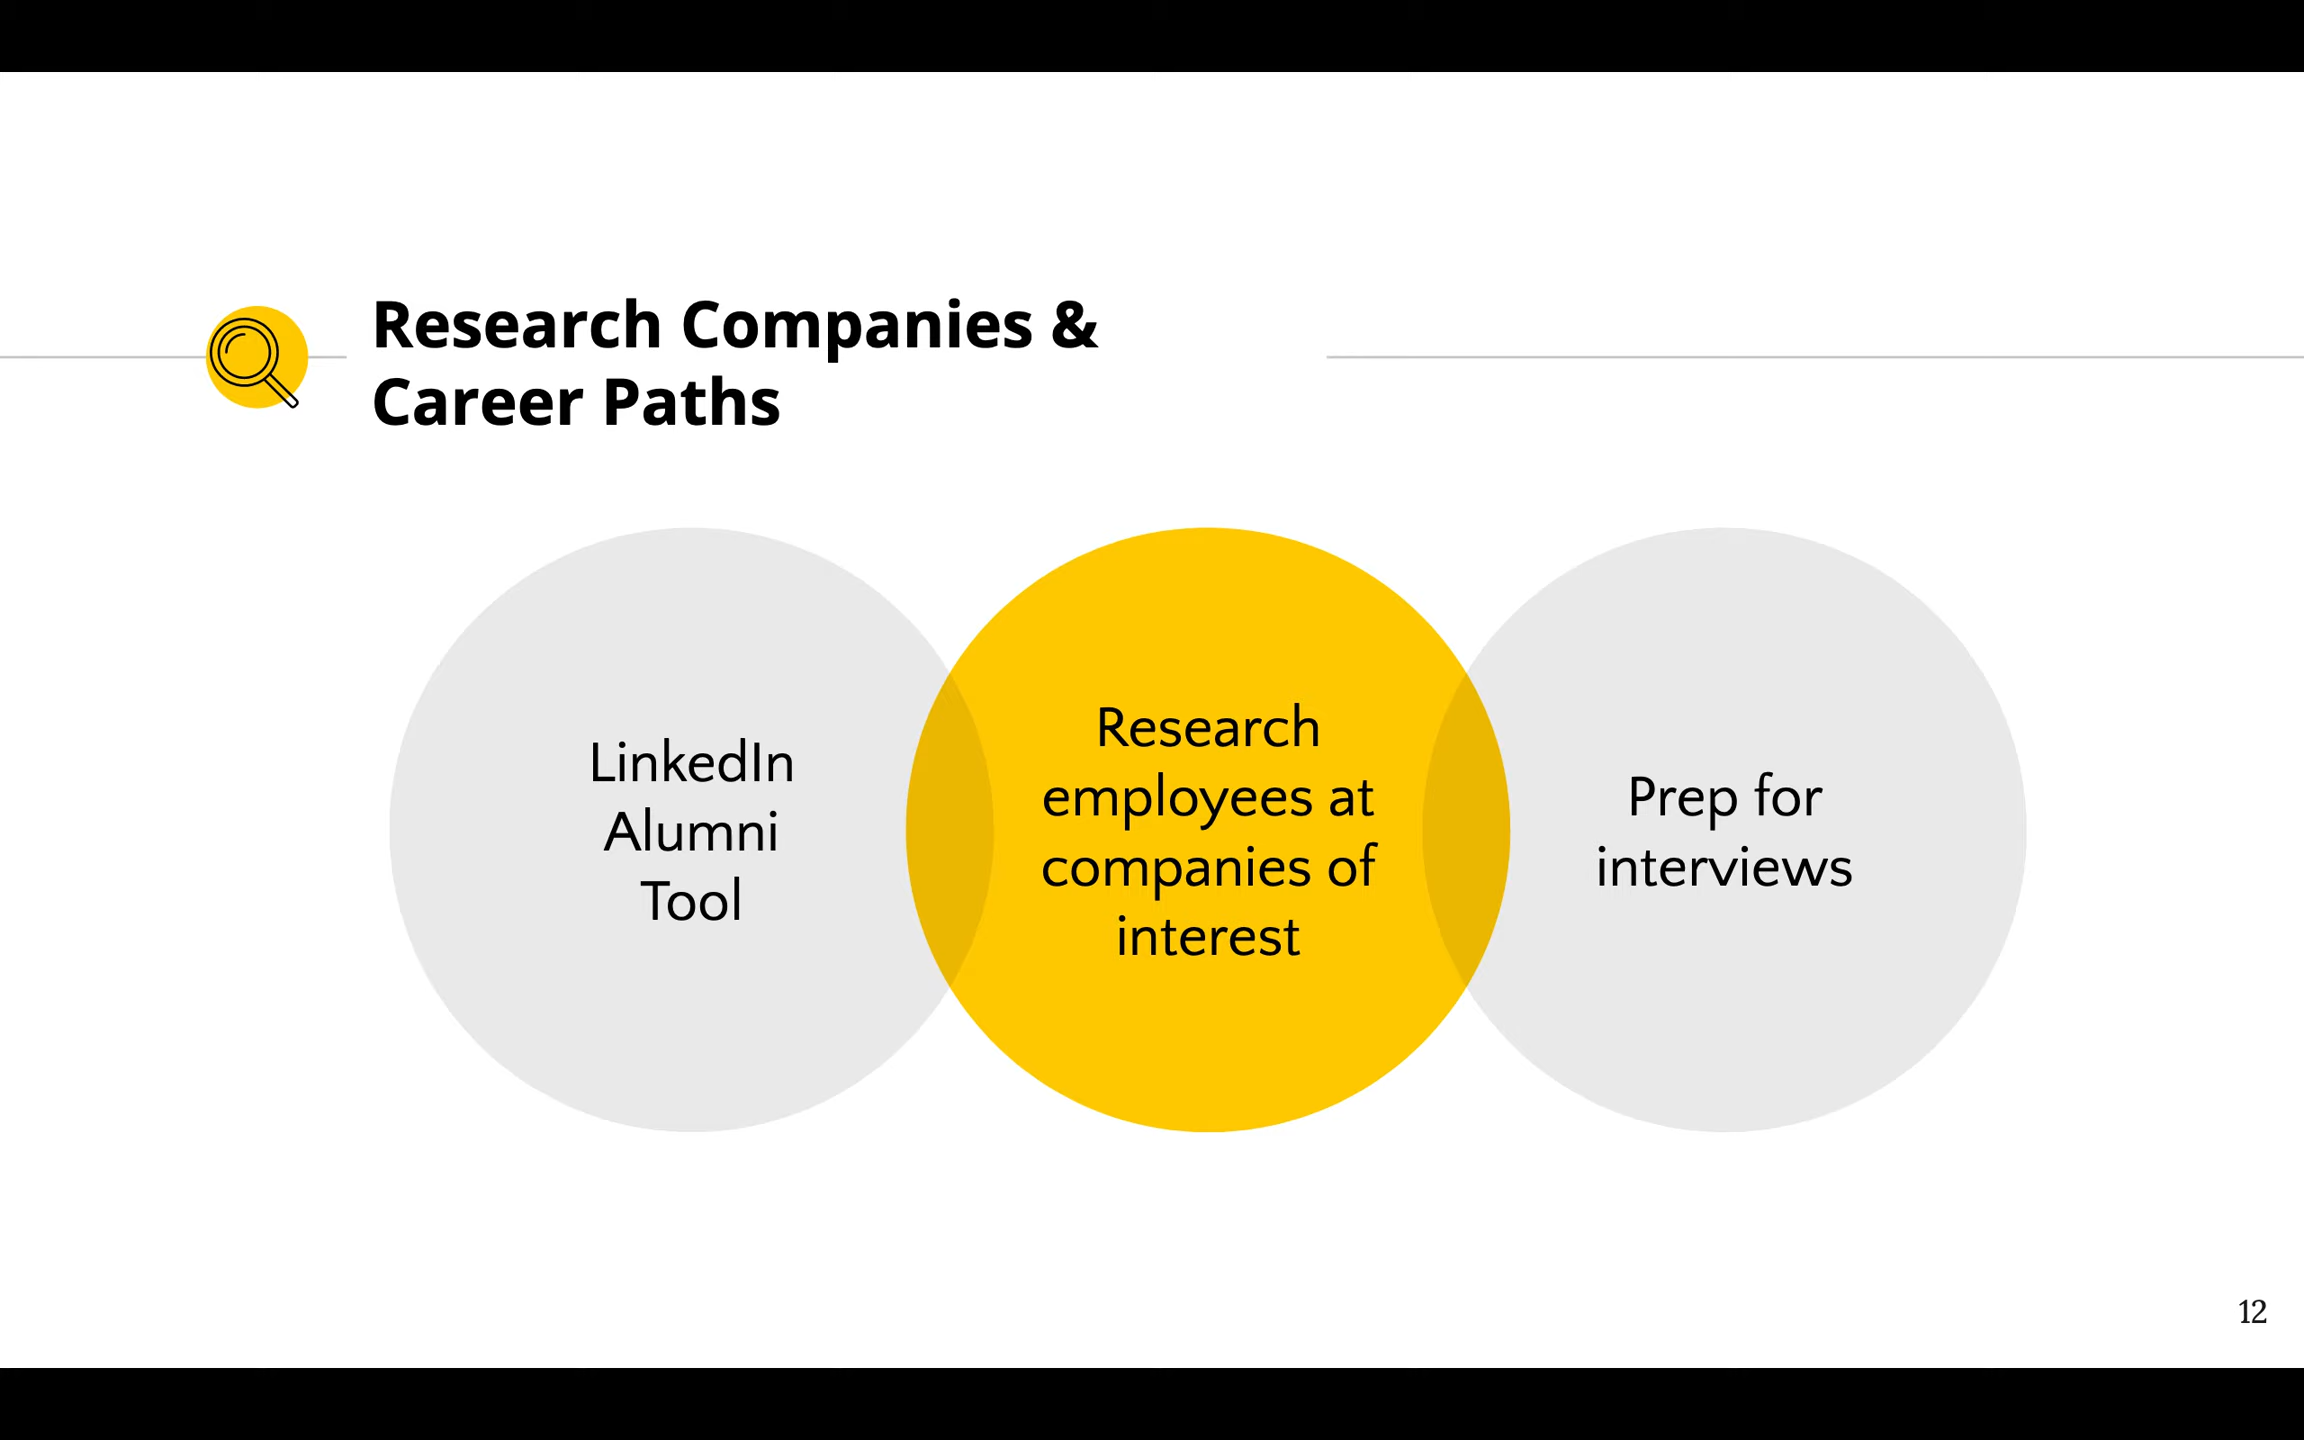 Research Companies &
Career Paths
LinkedIn
Alumni
Tool
Research
employees at
companies of
interest
Prep for
interviews
12